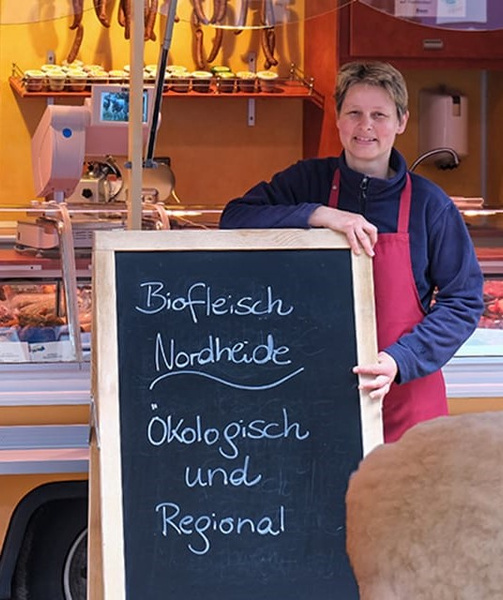 Biofleisch
Nordheide
Ökologisch
und
Regional